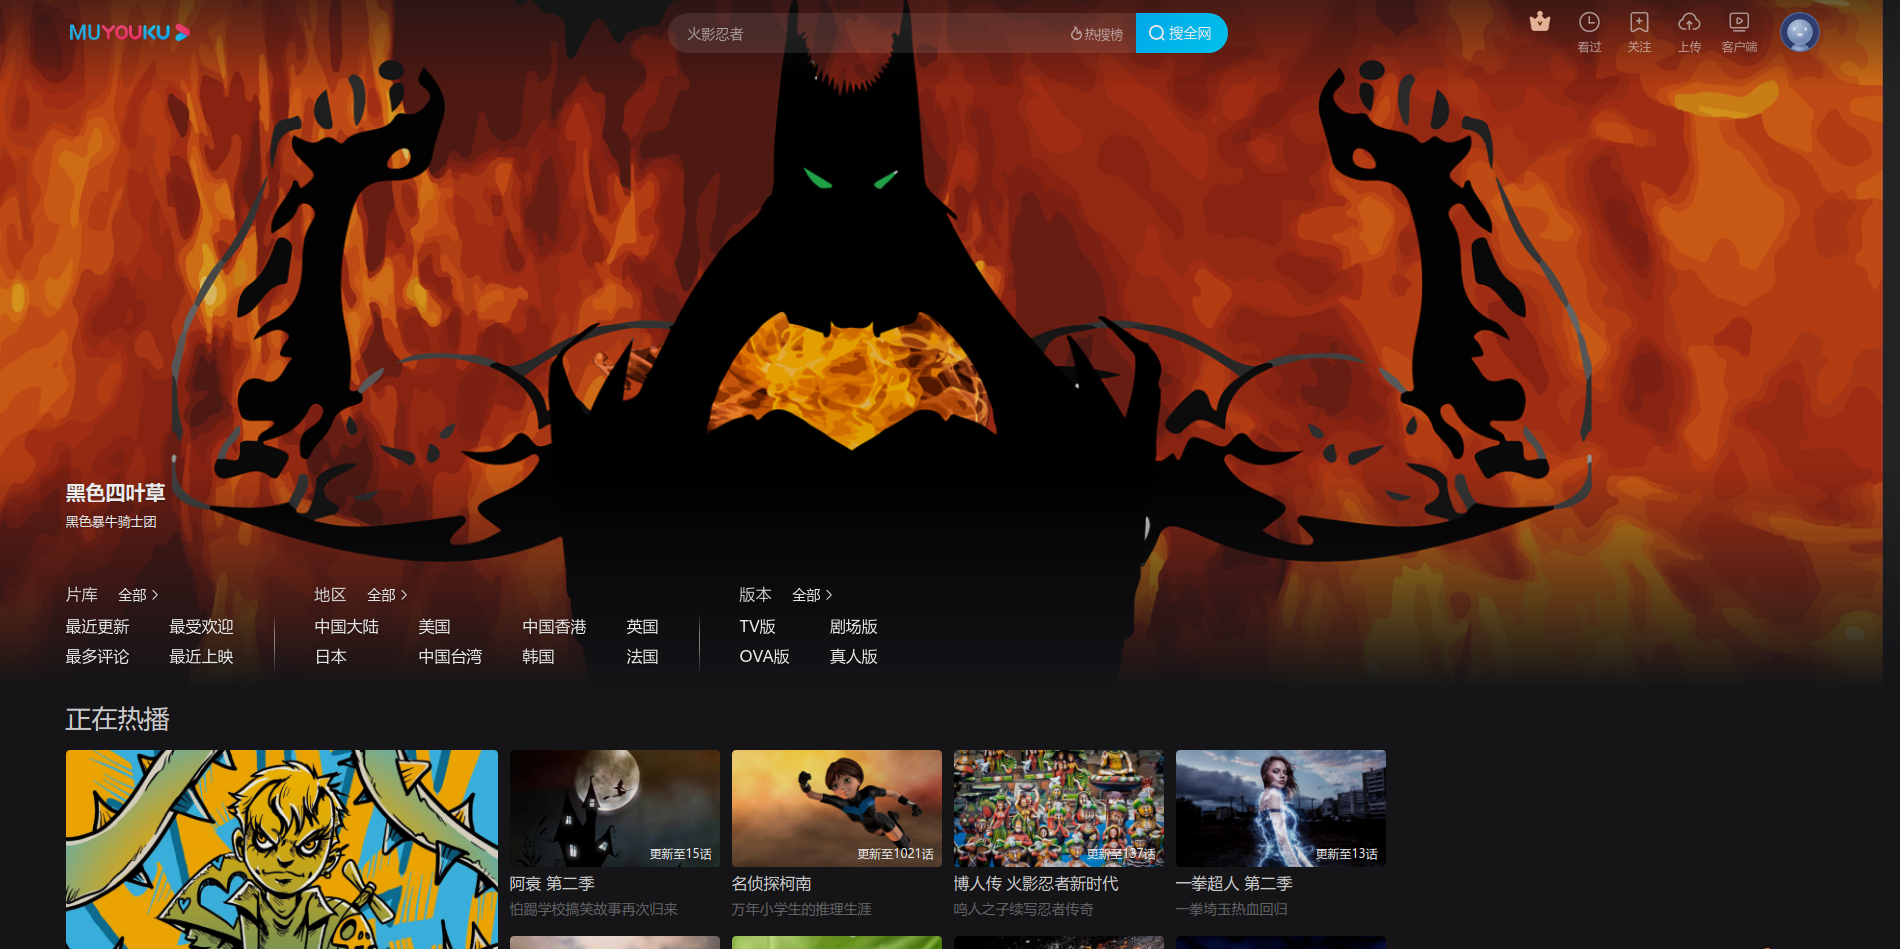 MUYOUKU
火影忍者
热搜榜
搜全网
看过
关注
上传
客户端
黑色四叶草
黑色暴牛骑士团
片库 全部
最近更新 最受欢迎
最多评论 最近上映
地区 全部
中国大陆 美国 中国香港 英国
日本 中国台湾 韩国 法国
版本 全部
TV版 剧场版
OVA版 真人版
正在热播
更新至15话
阿衰 第二季
怕踢学校搞笑故事再次归来
更新至1021话
名侦探柯南
万年小学生的推理生涯
更新至137话
博人传 火影忍者新时代
鸣人之子续写忍者传奇
更新至13话
一拳超人 第二季
一拳埼玉热血回归